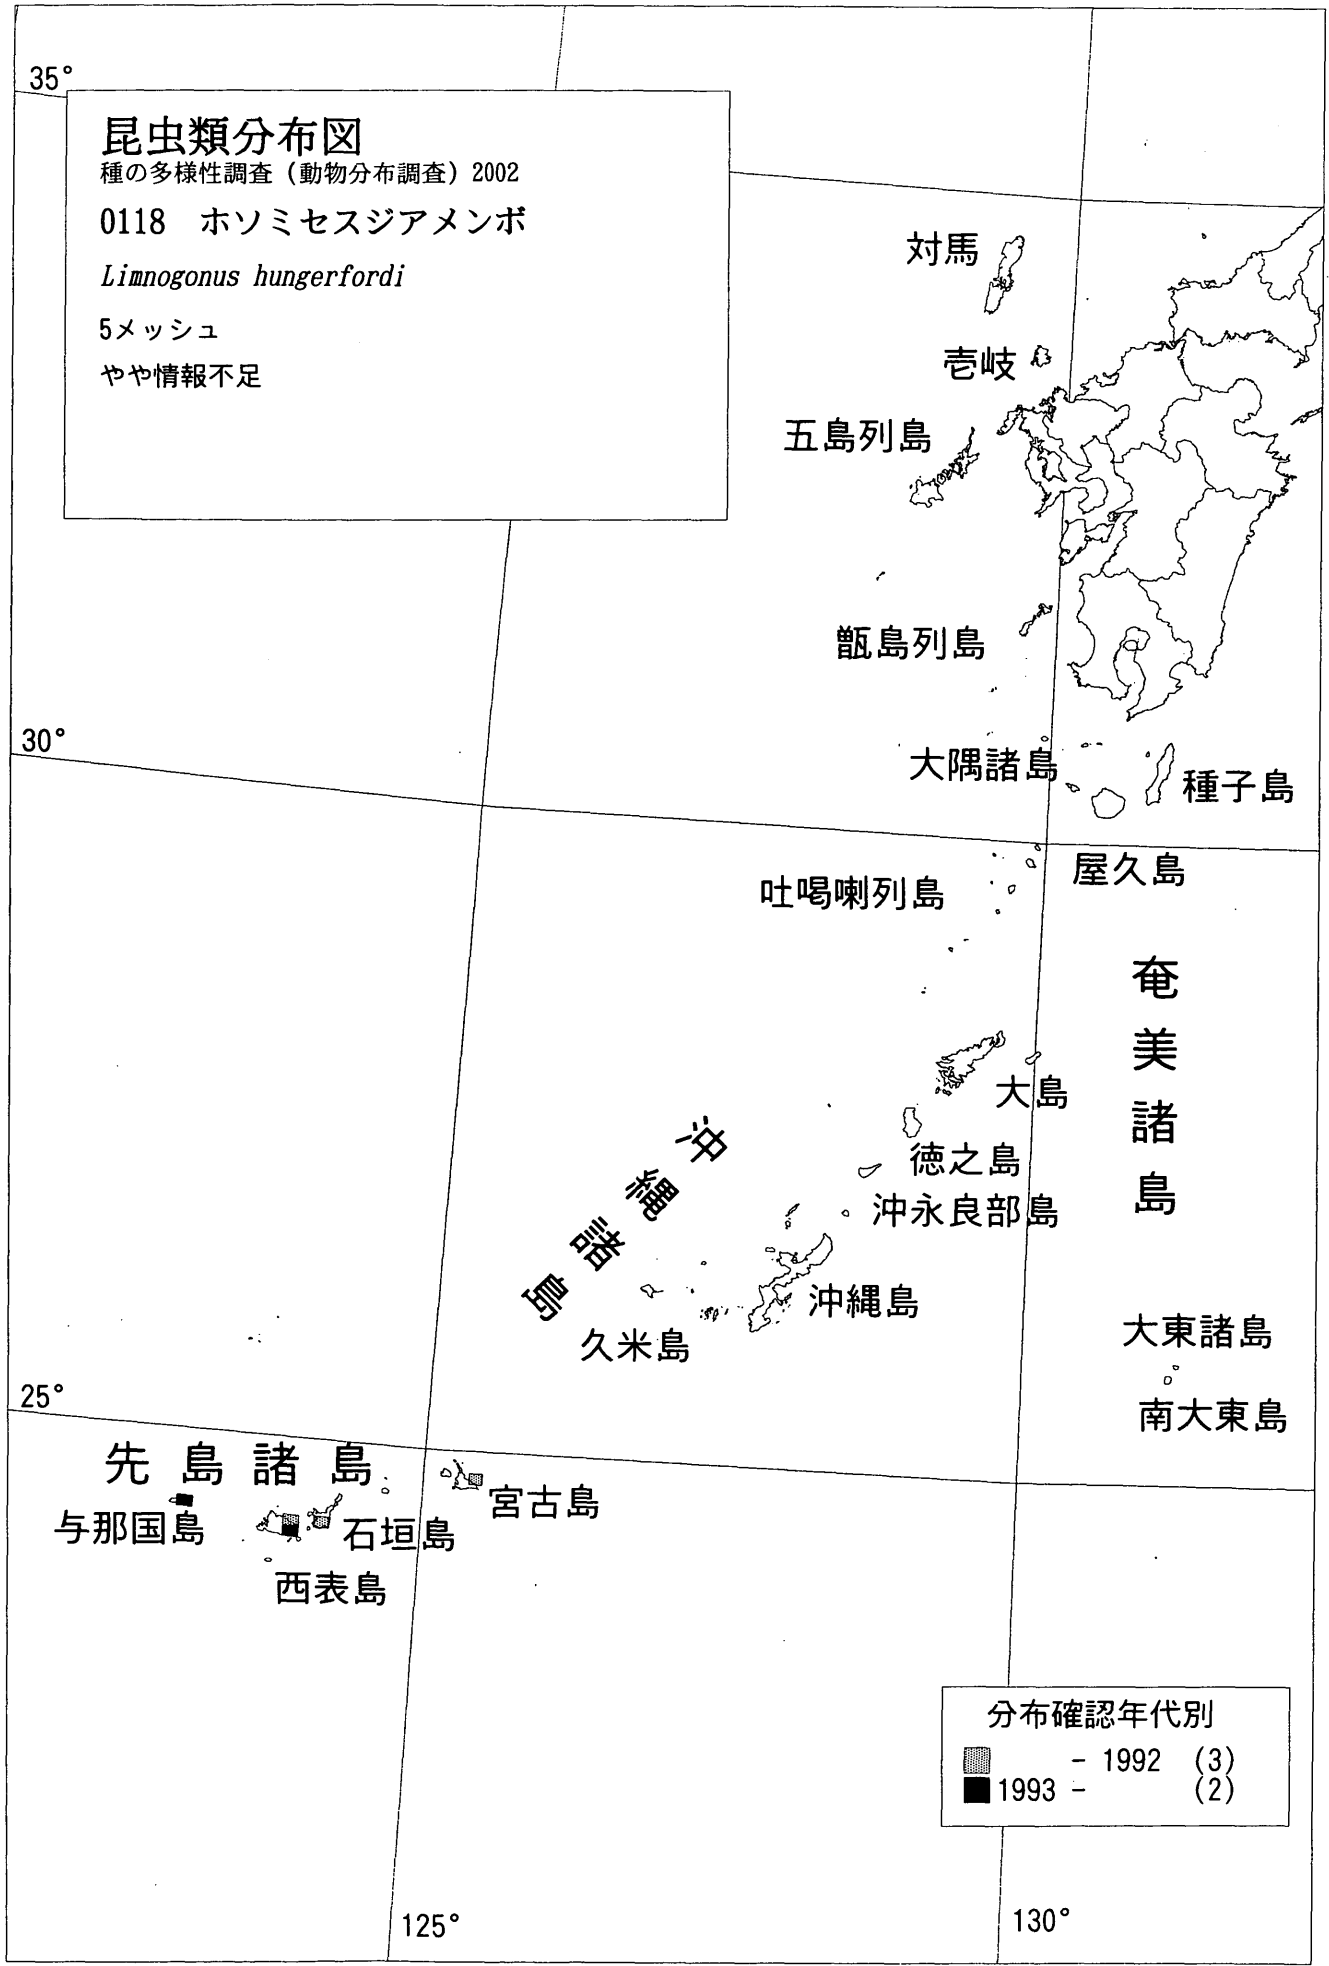 35°
昆虫類分布図
種の多様性調査（動物分布調査）2002
0118　ホソミセスジアメンボ
Limnogonus hungerfordi
5メッシュ
やや情報不足
対馬
壱岐
五島列島
甑島列島
30°
大隅諸島
種子島
屋久島
吐喝喇列島
奄美諸島
大島
徳之島
沖永良部島
沖縄諸島
沖縄島
久米島
大東諸島
南大東島
25°
先島諸島
宮古島
与那国島
石垣島
西表島
分布確認年代別
- 1992 (3)
1993 - (2)
125°
130°